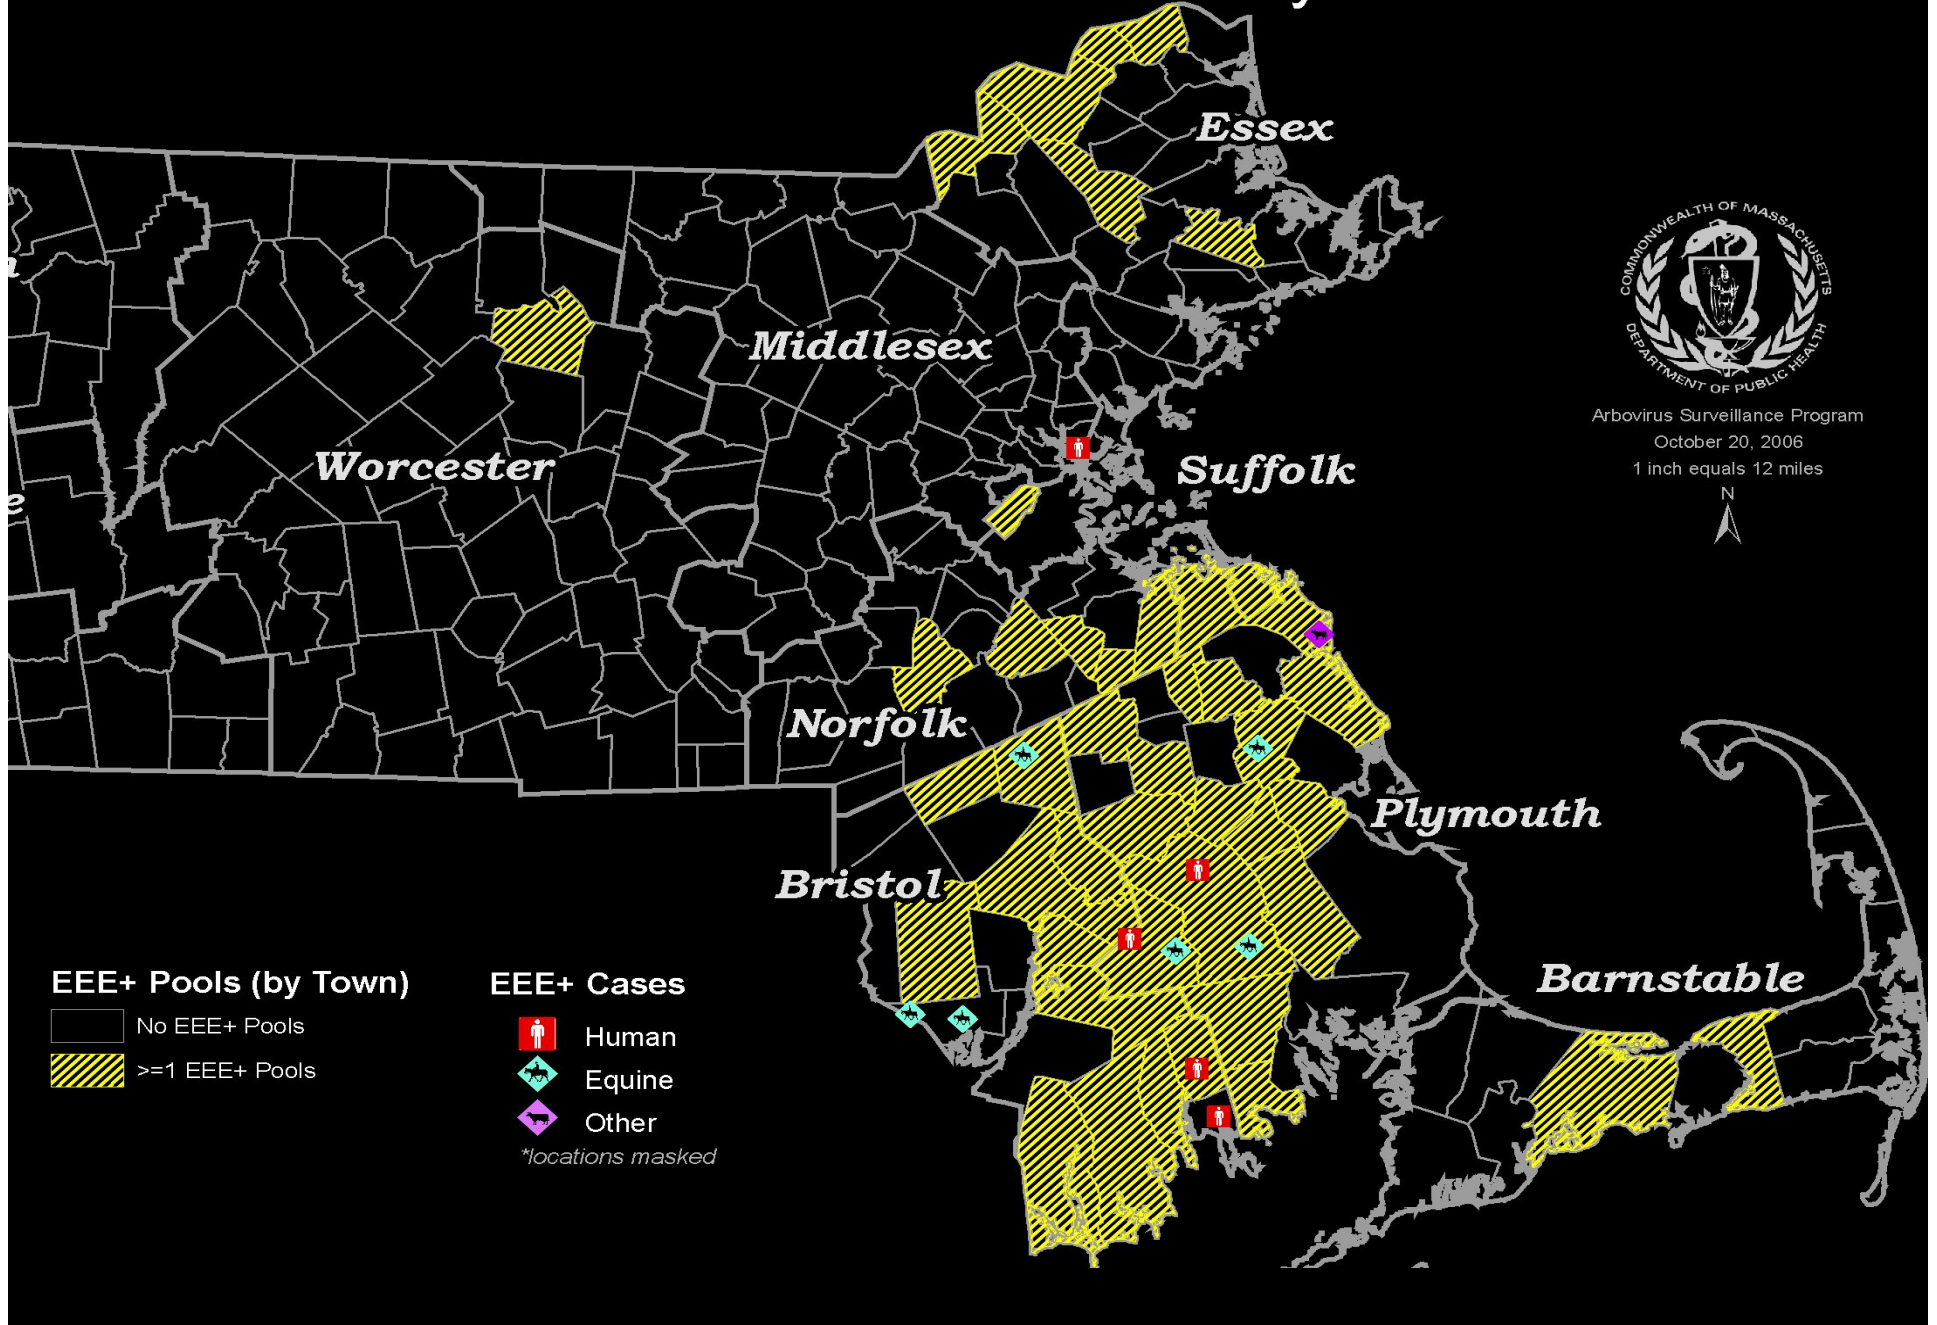 Essex
COMMONWEALTH OF MASSACHUSETTS
DEPARTMENT OF PUBLIC HEALTH
Middlesex
Arbovirus Surveillance Program
October 20, 2006
1 inch equals 12 miles
N
Worcester
Suffolk
Norfolk
Plymouth
Bristol
Barnstable
EEE+ Pools (by Town)
No EEE+ Pools
>=1 EEE+ Pools
EEE+ Cases
Human
Equine
Other
*locations masked